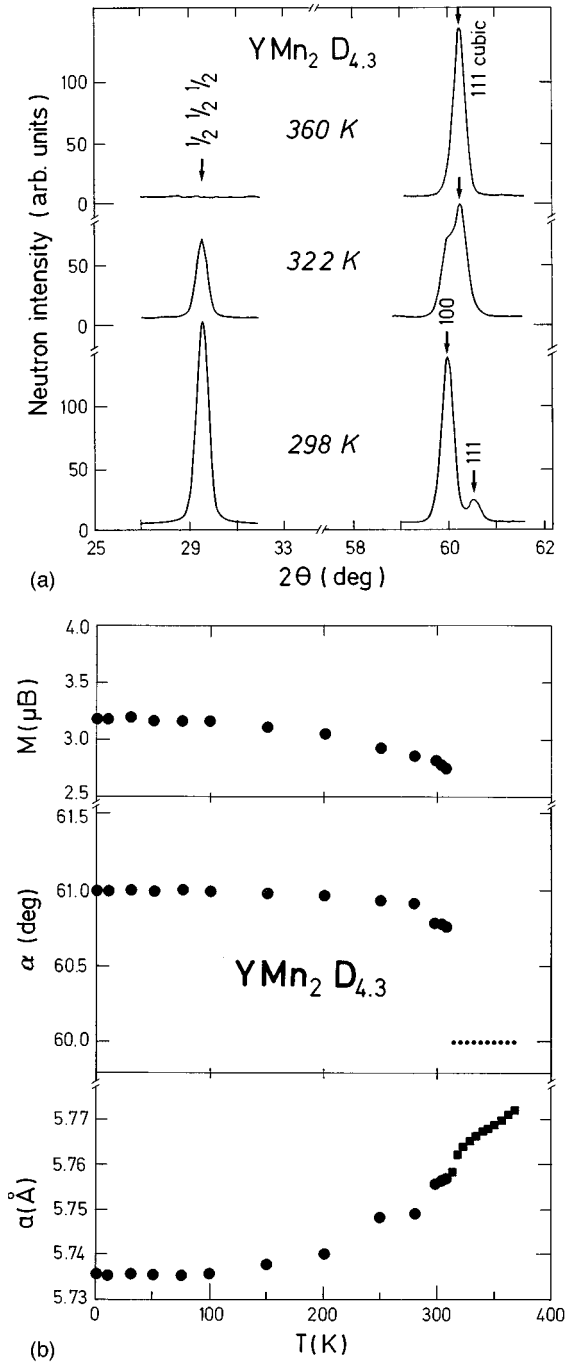 YMn2 D4.3
111 cubic
½ ½ ½
360 K
150
100
50
0
Neutron intensity (arb. units)
322 K
50
0
100
298 K
100
111
50
0
25 29 33 58 60 62
2Θ (deg)
(a)
4.0
3.5
3.0
2.5
M (μB)
61.5
61.0
60.5
60.0
α (deg)
YMn2 D4.3
5.77
5.76
5.75
5.74
5.73
a(Å)
0 100 200 300 400
T(K)
(b)